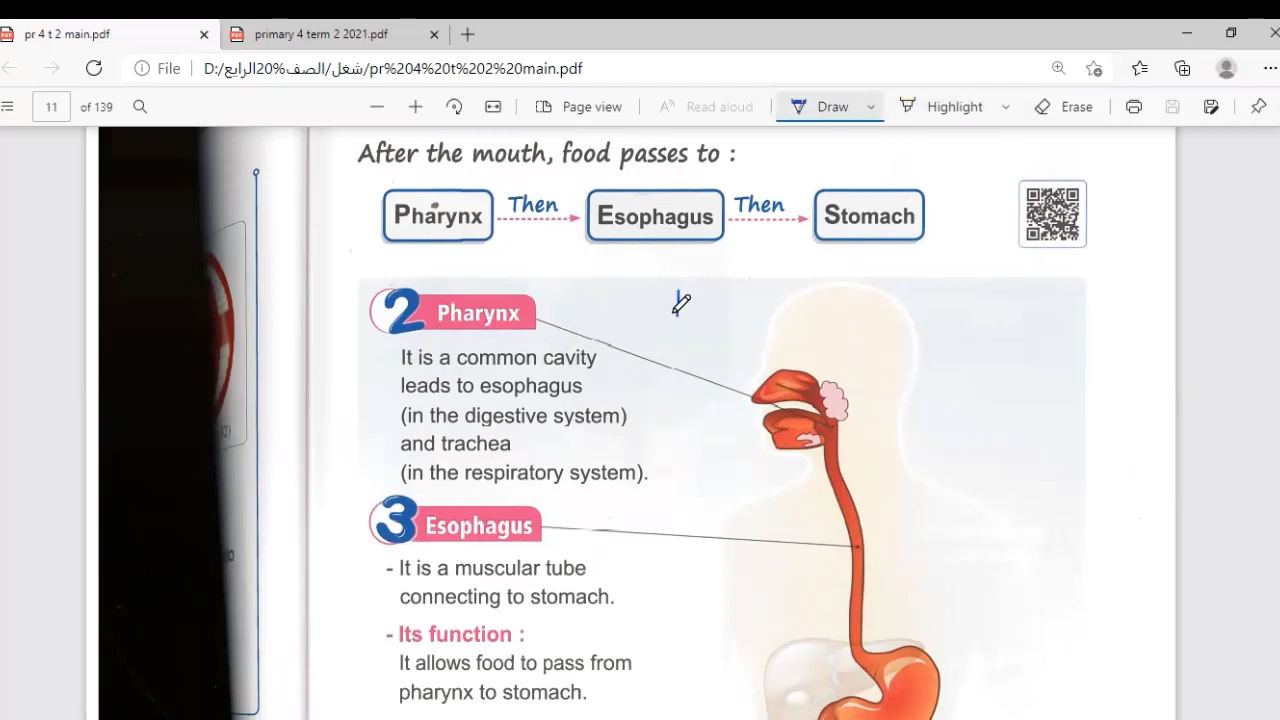 pr 4 t 2 main.pdf
primary 4 term 2 2021.pdf
File D:/شغل/الصف%20الرابع/pr%204%20t%202%20main.pdf
11 of 139 Page view Read aloud Draw Highlight Erase
After the mouth, food passes to :
Pharynx Then Esophagus Then Stomach
2 Pharynx
It is a common cavity
leads to esophagus
(in the digestive system)
and trachea
(in the respiratory system).
3 Esophagus
- It is a muscular tube
connecting to stomach.
- Its function :
It allows food to pass from
pharynx to stomach.